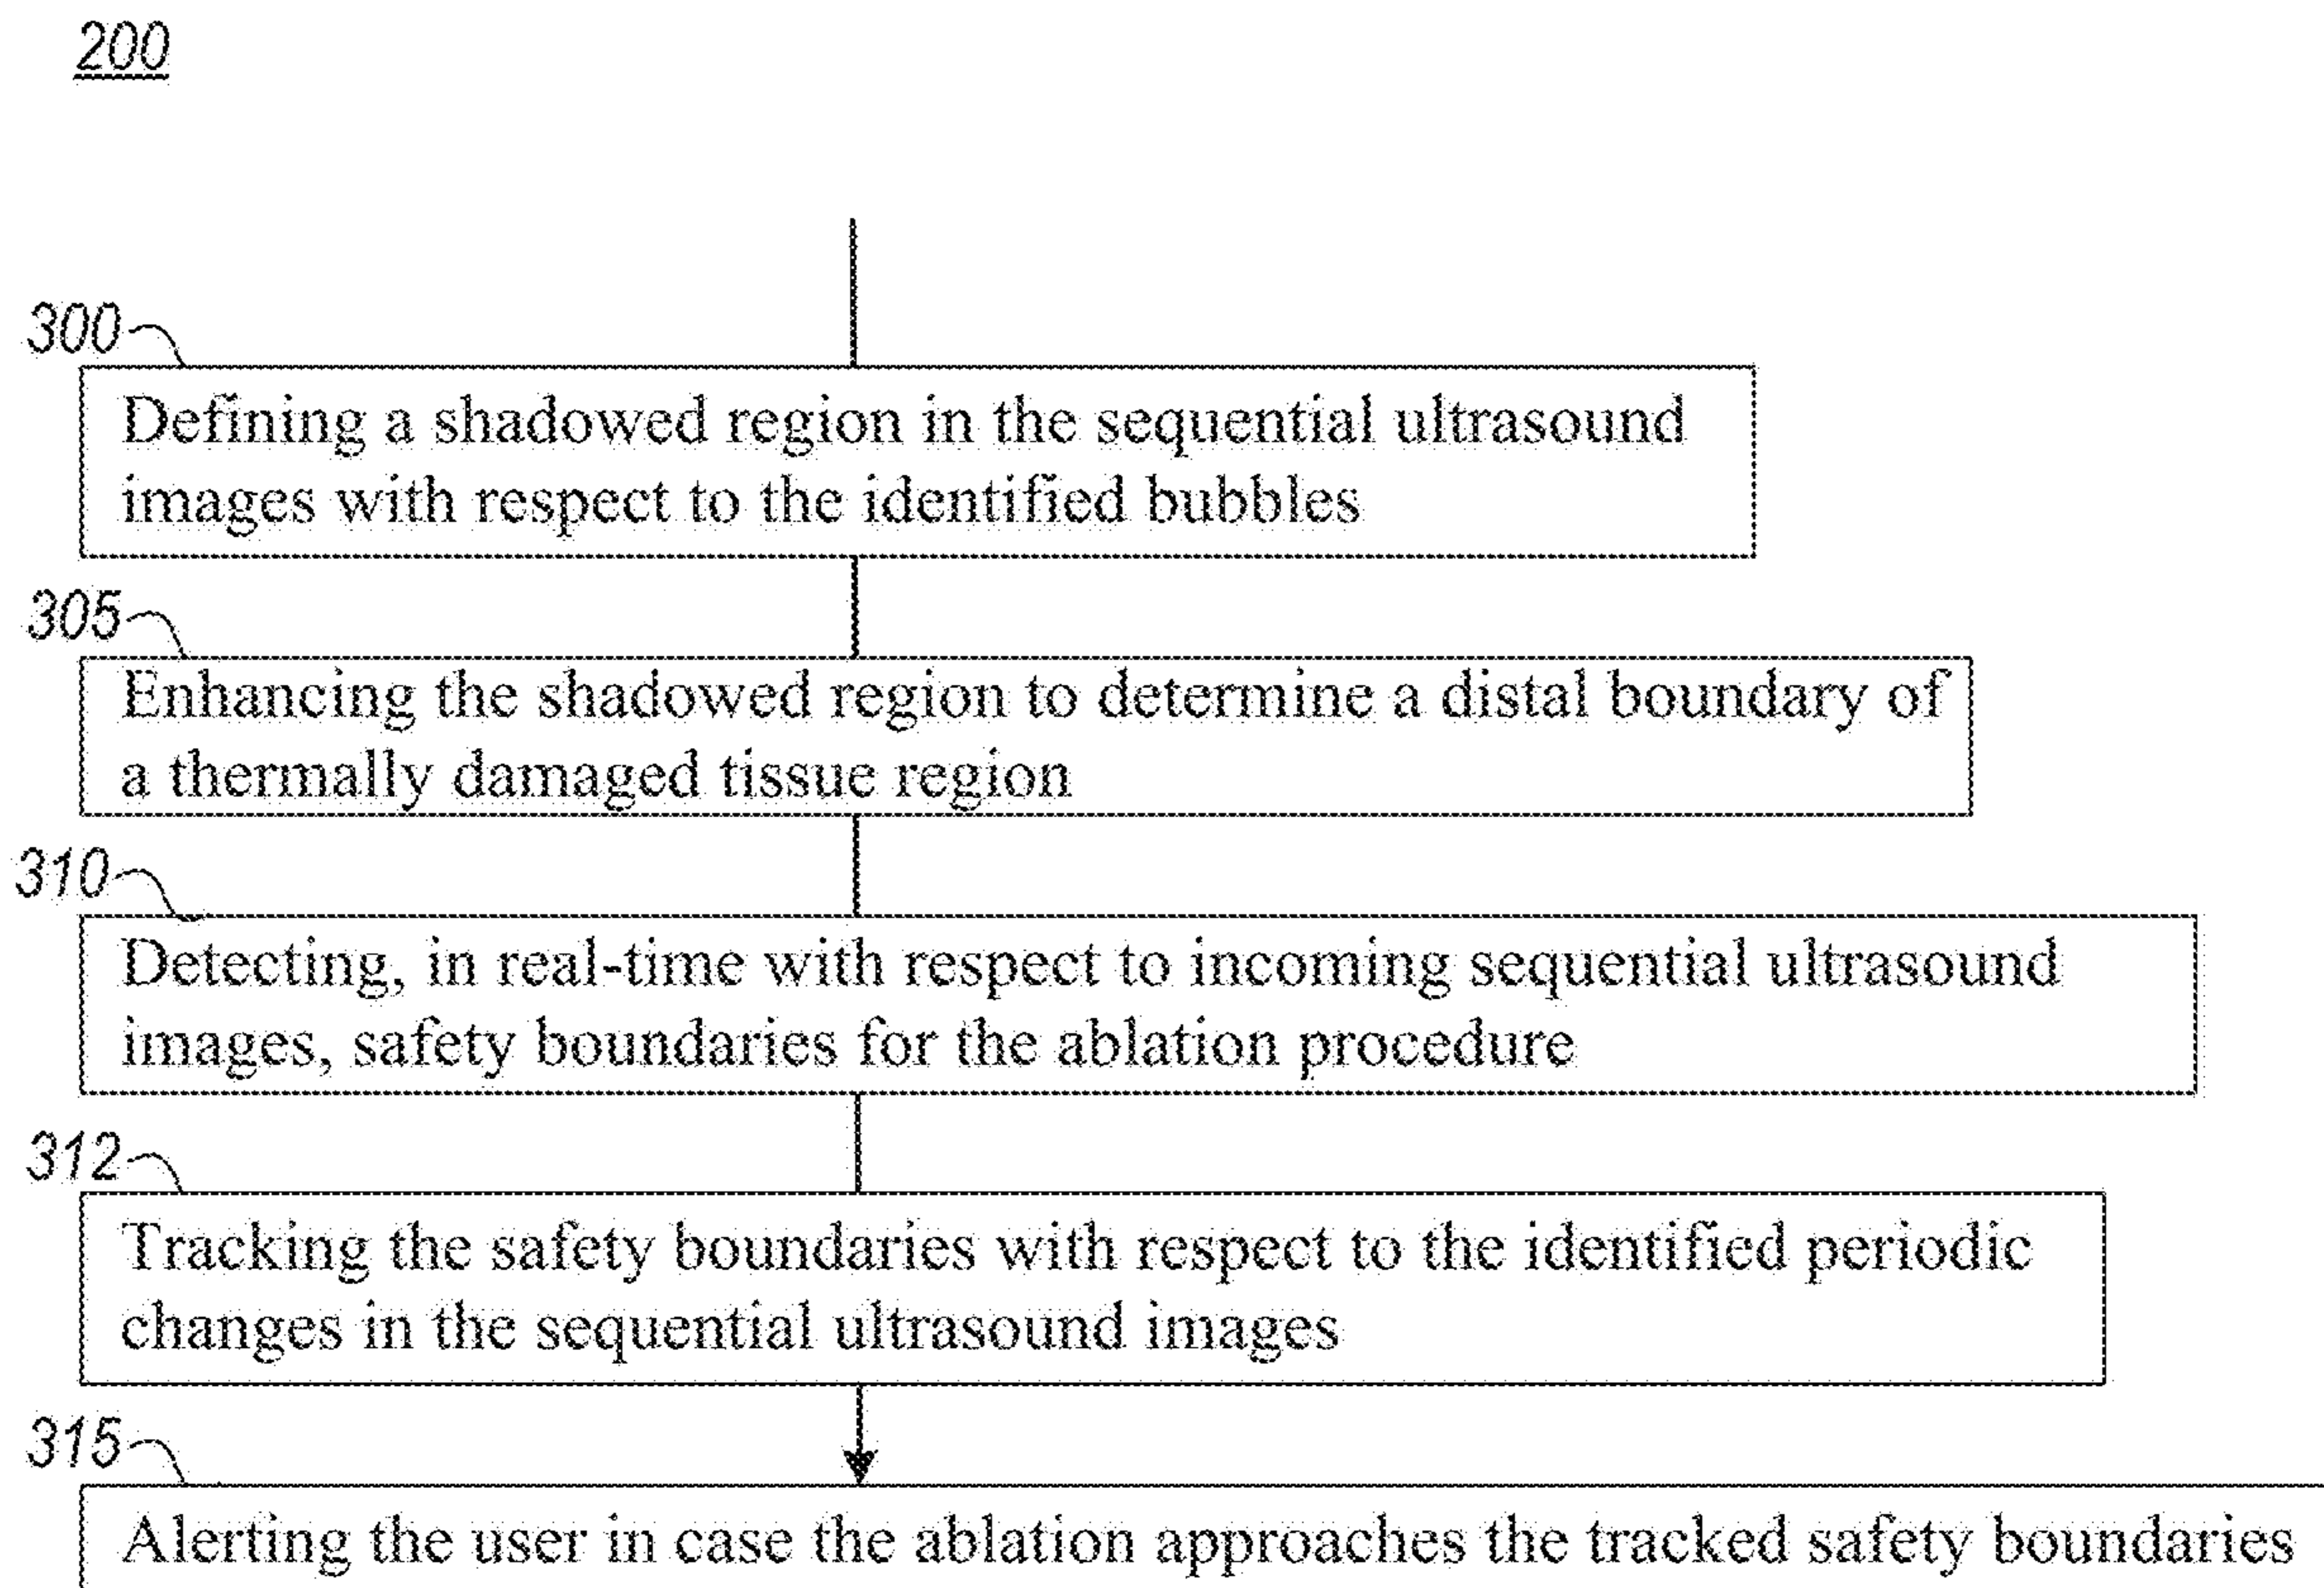 200
300
Defining a shadowed region in the sequential ultrasound
images with respect to the identified bubbles
305
Enhancing the shadowed region to determine a distal boundary of
a thermally damaged tissue region
310
Detecting, in real-time with respect to incoming sequential ultrasound
images, safety boundaries for the ablation procedure
312
Tracking the safety boundaries with respect to the identified periodic
changes in the sequential ultrasound images
315
Alerting the user in case the ablation approaches the tracked safety boundaries